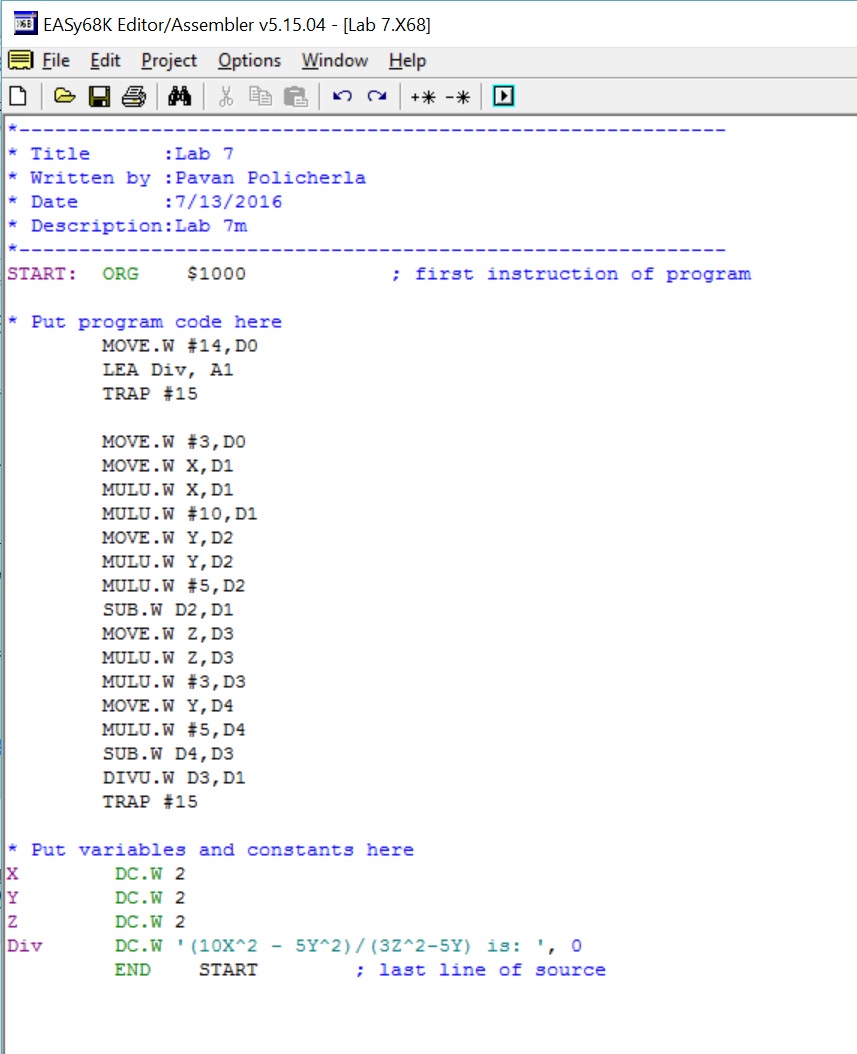 EASy68K Editor/Assembler v5.15.04 - [Lab 7.X68]
File Edit Project Options Window Help
*-----------------------------------------------------------
* Title      :Lab 7
* Written by :Pavan Policherla
* Date       :7/13/2016
* Description:Lab 7m
*-----------------------------------------------------------
START:  ORG    $1000            ; first instruction of program
* Put program code here
        MOVE.W #14,D0
        LEA Div, A1
        TRAP #15
        MOVE.W #3,D0
        MOVE.W X,D1
        MULU.W X,D1
        MULU.W #10,D1
        MOVE.W Y,D2
        MULU.W Y,D2
        MULU.W #5,D2
        SUB.W D2,D1
        MOVE.W Z,D3
        MULU.W Z,D3
        MULU.W #3,D3
        MOVE.W Y,D4
        MULU.W #5,D4
        SUB.W D4,D3
        DIVU.W D3,D1
        TRAP #15
* Put variables and constants here
X        DC.W 2
Y        DC.W 2
Z        DC.W 2
Div      DC.W '(10X^2 - 5Y^2)/(3Z^2-5Y) is: ', 0
         END    START        ; last line of source